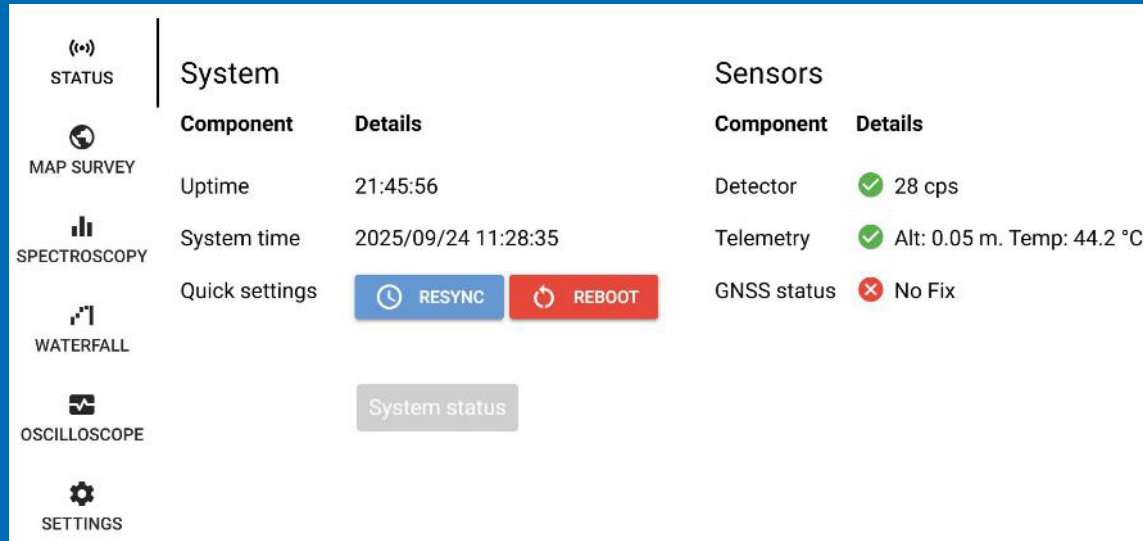 STATUS
MAP SURVEY
SPECTROSCOPY
WATERFALL
OSCILLOSCOPE
SETTINGS
System
Component Details
Uptime 21:45:56
System time 2025/09/24 11:28:35
Quick settings RESYNC REBOOT
System status
Sensors
Component Details
Detector 28 cps
Telemetry Alt: 0.05 m. Temp: 44.2 °C
GNSS status No Fix